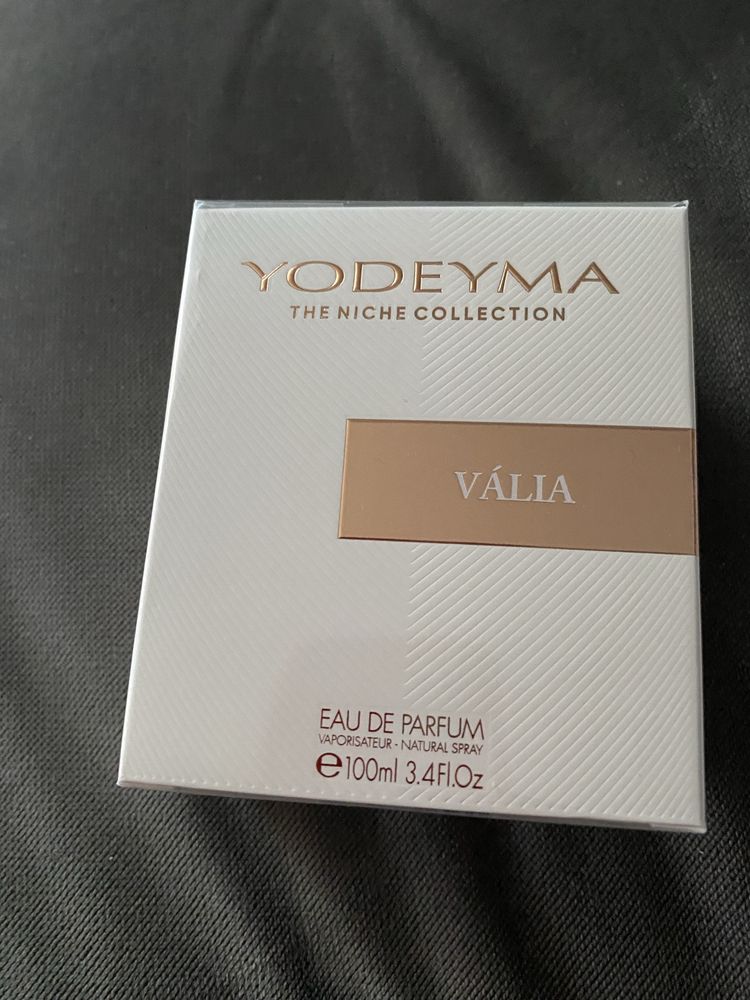 YODEYMA
THE NICHE COLLECTION
VÁLIA
EAU DE PARFUM
VAPORISATEUR - NATURAL SPRAY
℮100ml 3.4Fl.Oz